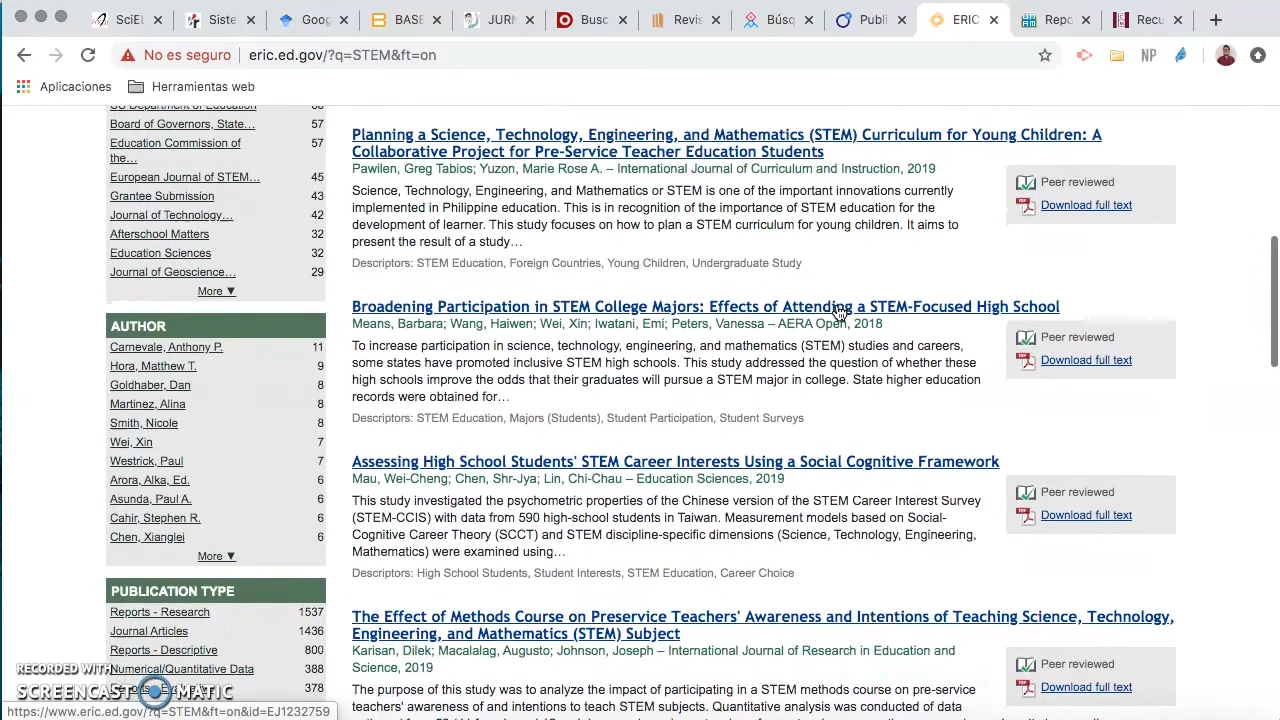 SciEL
Siste
Goog
BASE
JURN
Busc
Revis
Búsq
Publi
ERIC
Repo
Recu
No es seguro
eric.ed.gov/?q=STEM&ft=on
NP
Aplicaciones
Herramientas web
US Department of Education
Board of Governors, State… 57
Education Commission of the… 57
European Journal of STEM… 45
Grantee Submission 43
Journal of Technology… 42
Afterschool Matters 32
Education Sciences 32
Journal of Geoscience… 29
More ▼
AUTHOR
Carnevale, Anthony P. 11
Hora, Matthew T. 9
Goldhaber, Dan 8
Martinez, Alina 8
Smith, Nicole 8
Wei, Xin 7
Westrick, Paul 7
Arora, Alka, Ed. 6
Asunda, Paul A. 6
Cahir, Stephen R. 6
Chen, Xianglei 6
More ▼
PUBLICATION TYPE
Reports - Research 1537
Journal Articles 1436
Reports - Descriptive 800
Numerical/Quantitative Data 388
378
Planning a Science, Technology, Engineering, and Mathematics (STEM) Curriculum for Young Children: A
Collaborative Project for Pre-Service Teacher Education Students
Pawilen, Greg Tabios; Yuzon, Marie Rose A. – International Journal of Curriculum and Instruction, 2019
Science, Technology, Engineering, and Mathematics or STEM is one of the important innovations currently
implemented in Philippine education. This is in recognition of the importance of STEM education for the
development of learner. This study focuses on how to plan a STEM curriculum for young children. It aims to
present the result of a study…
Descriptors: STEM Education, Foreign Countries, Young Children, Undergraduate Study
Peer reviewed
Download full text
Broadening Participation in STEM College Majors: Effects of Attending a STEM-Focused High School
Means, Barbara; Wang, Haiwen; Wei, Xin; Iwatani, Emi; Peters, Vanessa – AERA Open, 2018
To increase participation in science, technology, engineering, and mathematics (STEM) studies and careers,
some states have promoted inclusive STEM high schools. This study addressed the question of whether these
high schools improve the odds that their graduates will pursue a STEM major in college. State higher education
records were obtained for…
Descriptors: STEM Education, Majors (Students), Student Participation, Student Surveys
Peer reviewed
Download full text
Assessing High School Students' STEM Career Interests Using a Social Cognitive Framework
Mau, Wei-Cheng; Chen, Shr-Jya; Lin, Chi-Chau – Education Sciences, 2019
This study investigated the psychometric properties of the Chinese version of the STEM Career Interest Survey
(STEM-CCIS) with data from 590 high-school students in Taiwan. Measurement models based on Social-
Cognitive Career Theory (SCCT) and STEM discipline-specific dimensions (Science, Technology, Engineering,
Mathematics) were examined using…
Descriptors: High School Students, Student Interests, STEM Education, Career Choice
Peer reviewed
Download full text
The Effect of Methods Course on Preservice Teachers' Awareness and Intentions of Teaching Science, Technology,
Engineering, and Mathematics (STEM) Subject
Karisan, Dilek; Macalalag, Augusto; Johnson, Joseph – International Journal of Research in Education and
Science, 2019
The purpose of this study was to analyze the impact of participating in a STEM methods course on pre-service
teachers' awareness of and intentions to teach STEM subjects. Quantitative analysis was conducted of data
Peer reviewed
Download full text
RECORDED WITH
SCREENCAST MATIC
https://www.eric.ed.gov/?q=STEM&ft=on&id=EJ1232759